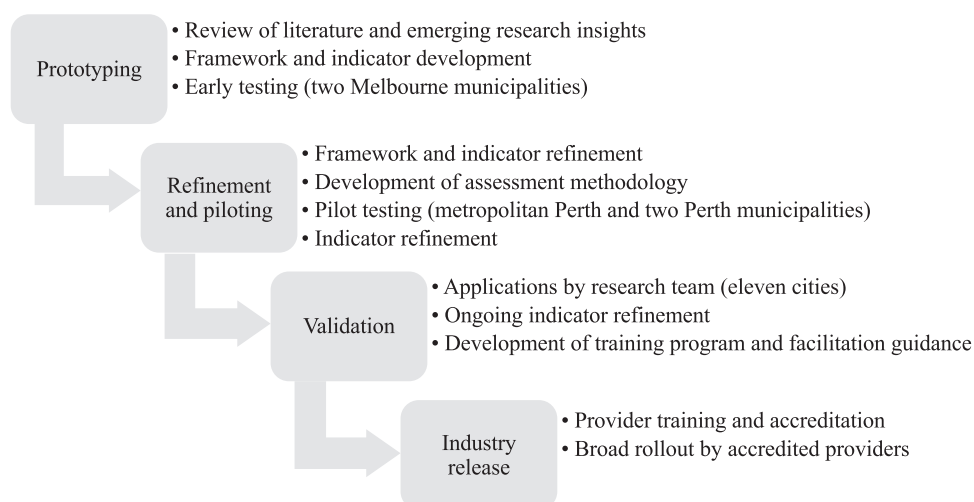 Prototyping
• Review of literature and emerging research insights
• Framework and indicator development
• Early testing (two Melbourne municipalities)
Refinement
and piloting
• Framework and indicator refinement
• Development of assessment methodology
• Pilot testing (metropolitan Perth and two Perth municipalities)
• Indicator refinement
Validation
• Applications by research team (eleven cities)
• Ongoing indicator refinement
• Development of training program and facilitation guidance
Industry
release
• Provider training and accreditation
• Broad rollout by accredited providers